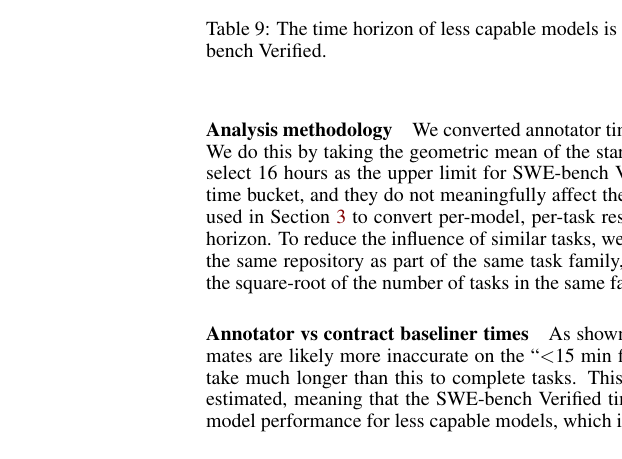 Table 9: The time horizon of less capable models is
bench Verified.
Analysis methodology We converted annotator
We do this by taking the geometric mean of the
select 16 hours as the upper limit for SWE-bench
time bucket, and they do not meaningfully affect the
used in Section 3 to convert per-model, per-task
horizon. To reduce the influence of similar tasks, we
the same repository as part of the same task family,
the square-root of the number of tasks in the same
Annotator vs contract baseliner times As shown
mates are likely more inaccurate on the “<15 min
take much longer than this to complete tasks. This
estimated, meaning that the SWE-bench Verified
model performance for less capable models, which